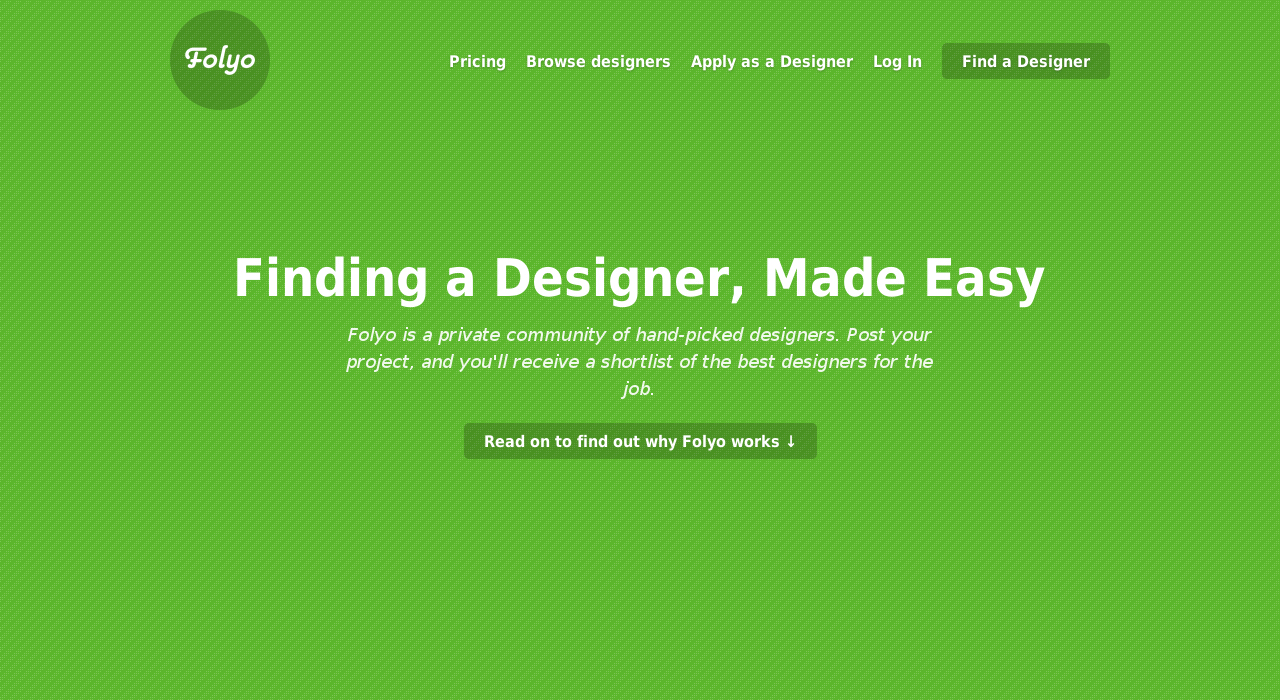 Folyo
Pricing
Browse designers
Apply as a Designer
Log In
Find a Designer
Finding a Designer, Made Easy
Folyo is a private community of hand-picked designers. Post your
project, and you'll receive a shortlist of the best designers for the
job.
Read on to find out why Folyo works ↓